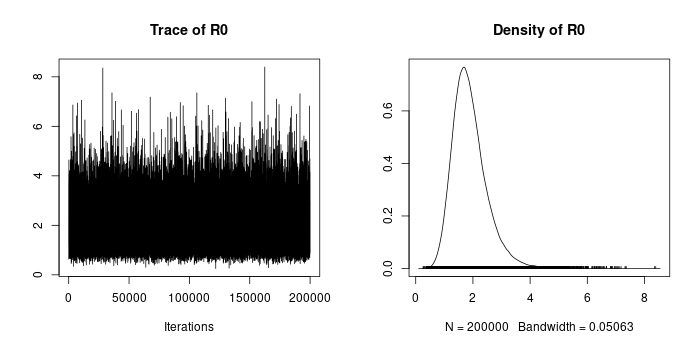 Trace of R0
8
6
4
2
0
0 50000 100000 150000 200000
Iterations
Density of R0
0.6
0.4
0.2
0.0
0 2 4 6 8
N = 200000 Bandwidth = 0.05063